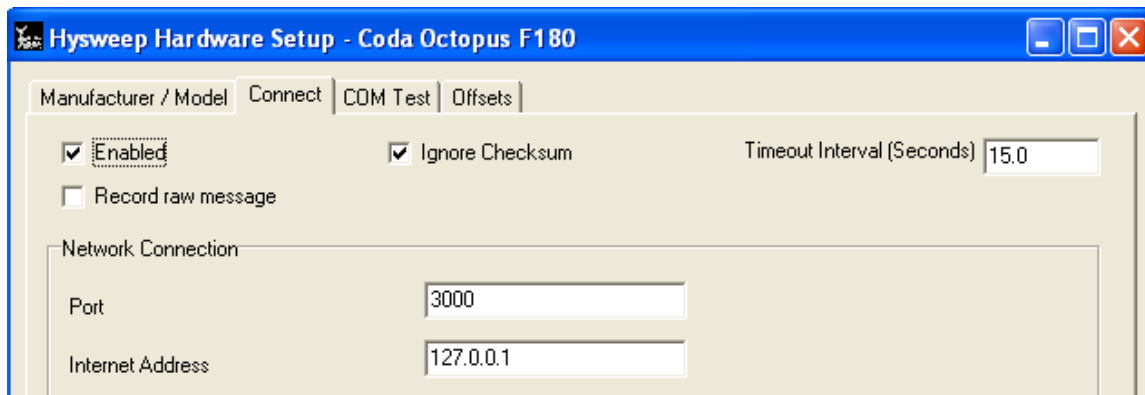 Hysweep Hardware Setup - Coda Octopus F180
Manufacturer / Model Connect COM Test Offsets
Enabled Ignore Checksum Timeout Interval (Seconds) 15.0
Record raw message
Network Connection
Port 3000
Internet Address 127.0.0.1